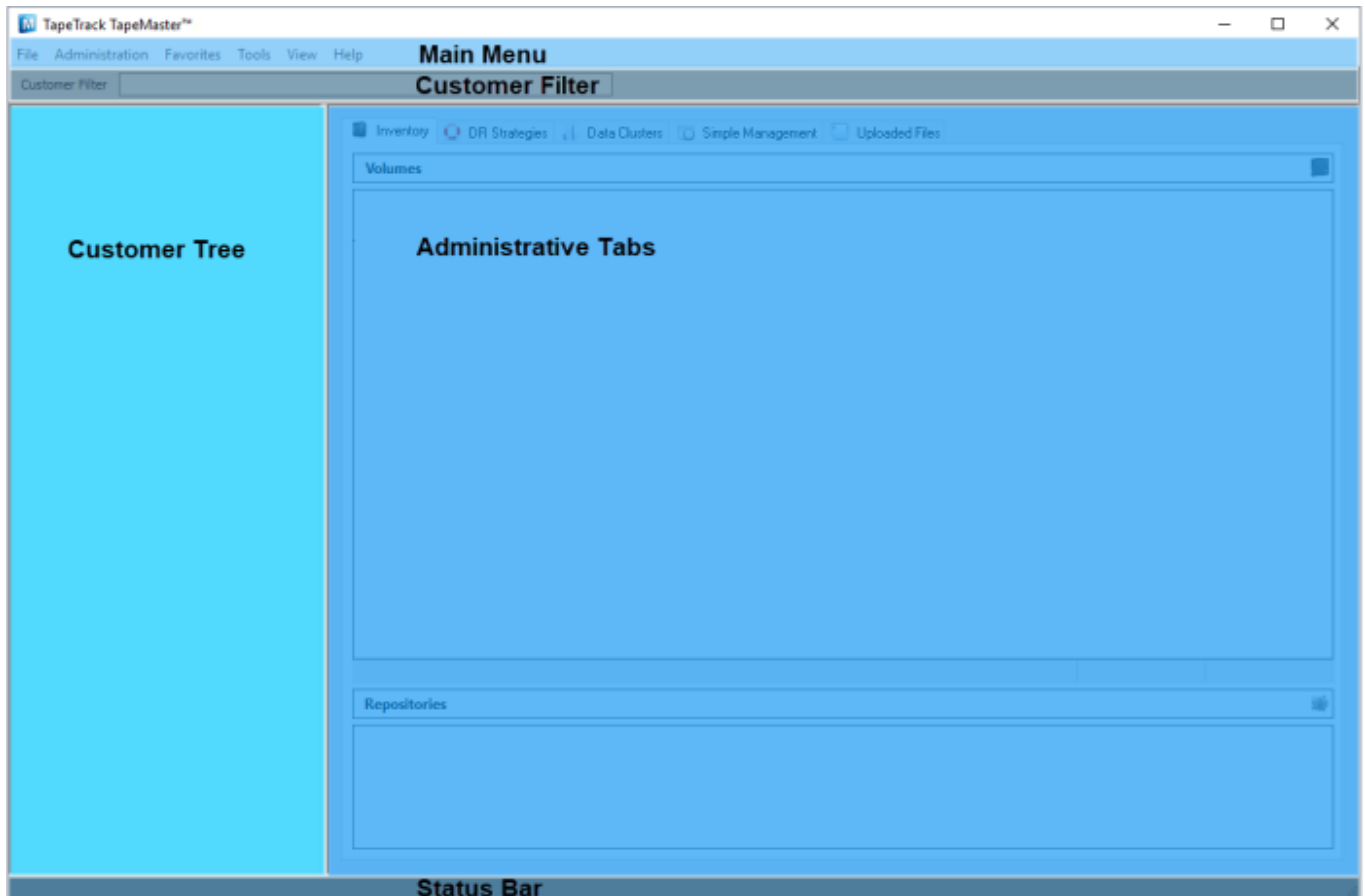 TapeTrack TapeMaster™
File Administration Favorites Tools View Help Main Menu
Customer Filter Customer Filter
Inventory DR Strategies Data Clusters Simple Management Uploaded Files
Volumes
Customer Tree Administrative Tabs
Repositories
Status Bar